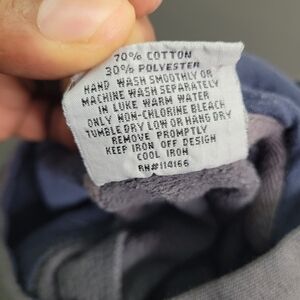 70% COTTON
30% POLYESTER
HAND WASH SMOOTHLY OR
MACHINE WASH SEPARATELY
IN LUKE WARM WATER
ONLY NON-CHLORINE BLEACH
TUMBLE DRY LOW OR HANG DRY
REMOVE PROMPTLY
KEEP IRON OFF DESIGN
COOL IROH
RN#114166